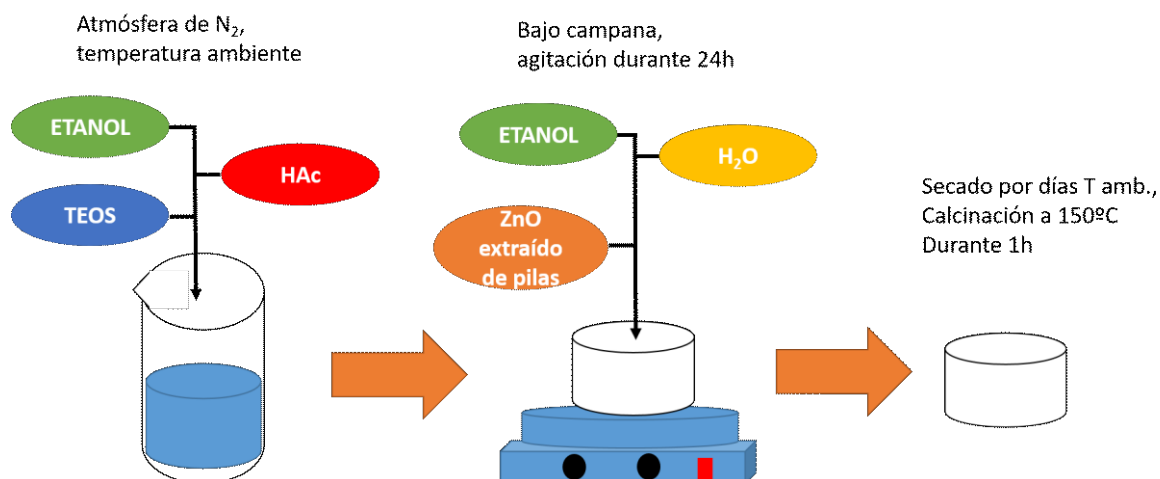 Atmósfera de N₂,
temperatura ambiente
ETANOL
HAc
TEOS
Bajo campana,
agitación durante 24h
ETANOL
H₂O
ZnO
extraído
de pilas
Secado por días T amb.,
Calcinación a 150ºC
Durante 1h